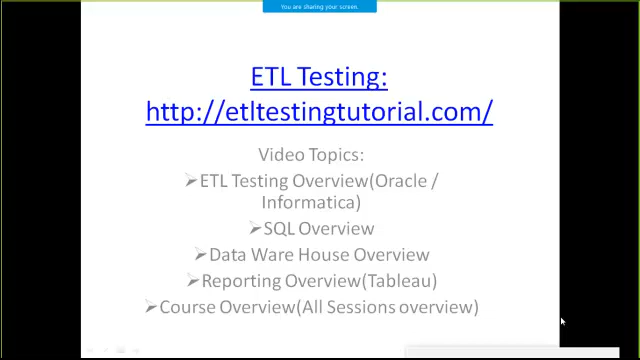 You are sharing your screen.
ETL Testing:
http://etltestingtutorial.com/
Video Topics:
➢ETL Testing Overview(Oracle /
Informatica)
➢SQL Overview
➢Data Ware House Overview
➢Reporting Overview(Tableau)
➢Course Overview(All Sessions overview)